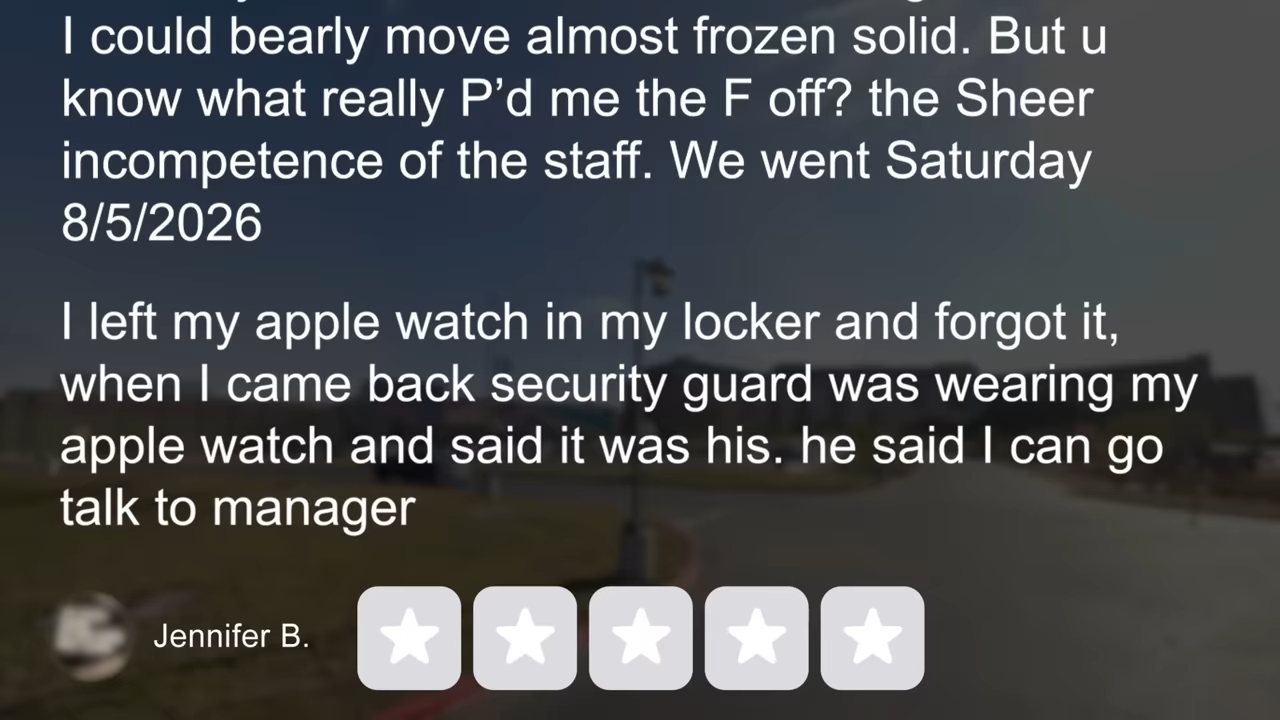 I could bearly move almost frozen solid. But u
know what really P’d me the F off? the Sheer
incompetence of the staff. We went Saturday
8/5/2026
I left my apple watch in my locker and forgot it,
when I came back security guard was wearing my
apple watch and said it was his. he said I can go
talk to manager
Jennifer B.